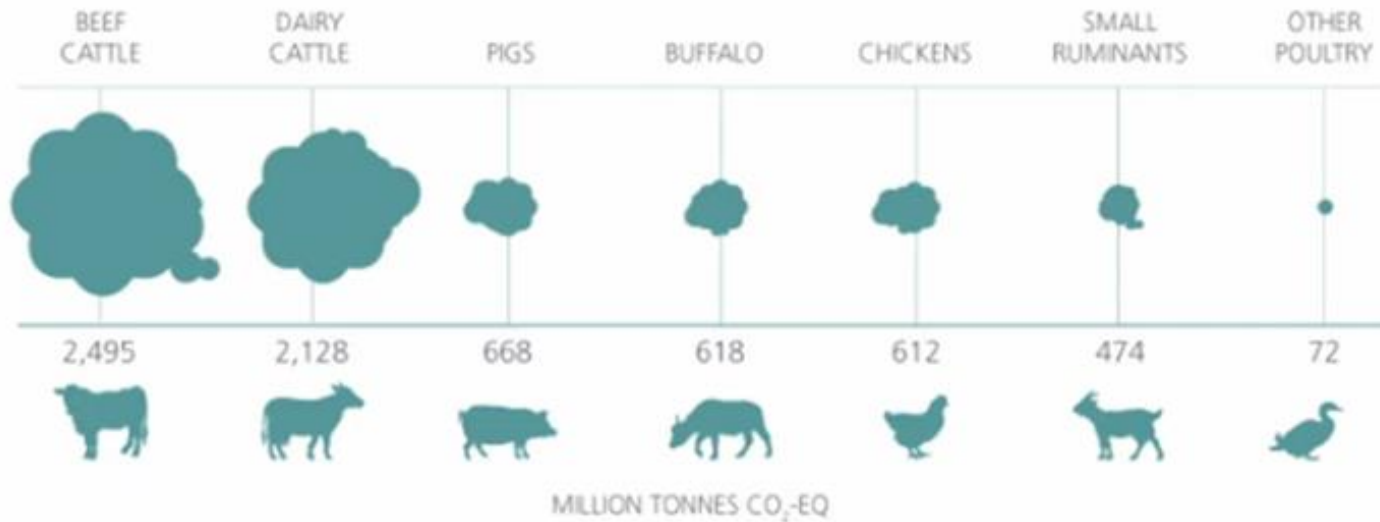 BEEF
CATTLE
DAIRY
CATTLE
PIGS
BUFFALO
CHICKENS
SMALL
RUMINANTS
OTHER
POULTRY
2,495
2,128
668
618
612
474
72
MILLION TONNES CO₂-EQ